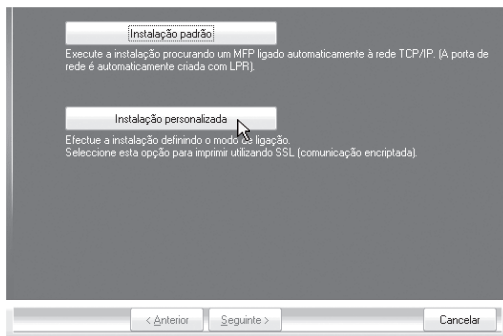 Instalação padrão
Execute a instalação procurando um MFP ligado automaticamente à rede TCP/IP. (A porta de
rede é automaticamente criada com LPR).
Instalação personalizada
Efectue a instalação definindo o modo de ligação.
Seleccione esta opção para imprimir utilizando SSL (comunicação encriptada).
< Anterior
Seguinte >
Cancelar